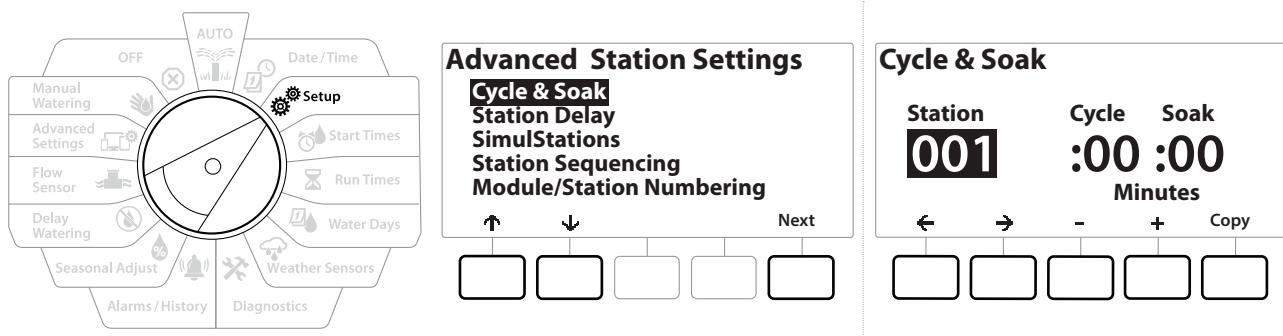 AUTO
OFF
Date/Time
Manual
Watering
Setup
Advanced
Settings
Start Times
Flow
Sensor
Run Times
Delay
Watering
Water Days
Seasonal Adjust
Weather Sensors
Alarms/History
Diagnostics
Advanced Station Settings
Cycle & Soak
Station Delay
SimulStations
Station Sequencing
Module/Station Numbering
↑ ↓ Next
Cycle & Soak
Station Cycle Soak
001 :00 :00
Minutes
← → - + Copy